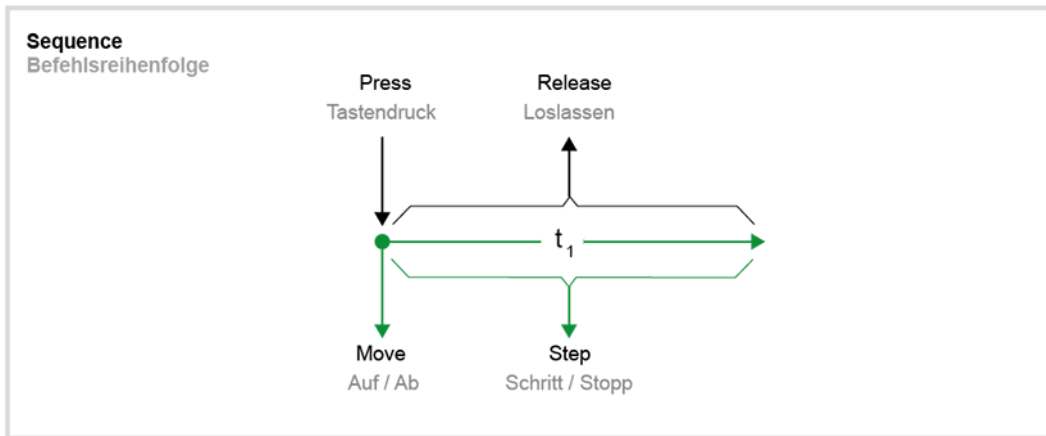 Sequence
Befehlsreihenfolge
Press Release
Tastendruck Loslassen
t1
Move Step
Auf / Ab Schritt / Stopp